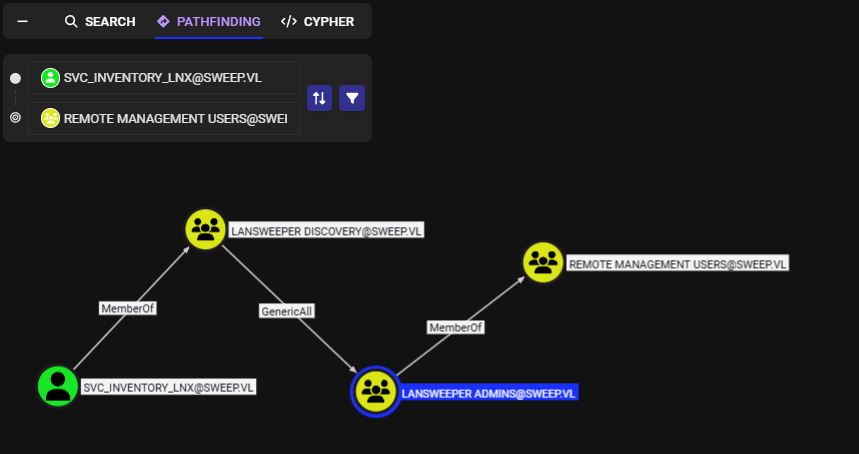 SEARCH PATHFINDING CYPHER
SVC_INVENTORY_LNX@SWEEP.VL
REMOTE MANAGEMENT USERS@SWEI
LANSWEEPER DISCOVERY@SWEEP.VL
REMOTE MANAGEMENT USERS@SWEEP.VL
MemberOf
GenericAll
MemberOf
SVC_INVENTORY_LNX@SWEEP.VL
LANSWEEPER ADMINS@SWEEP.VL